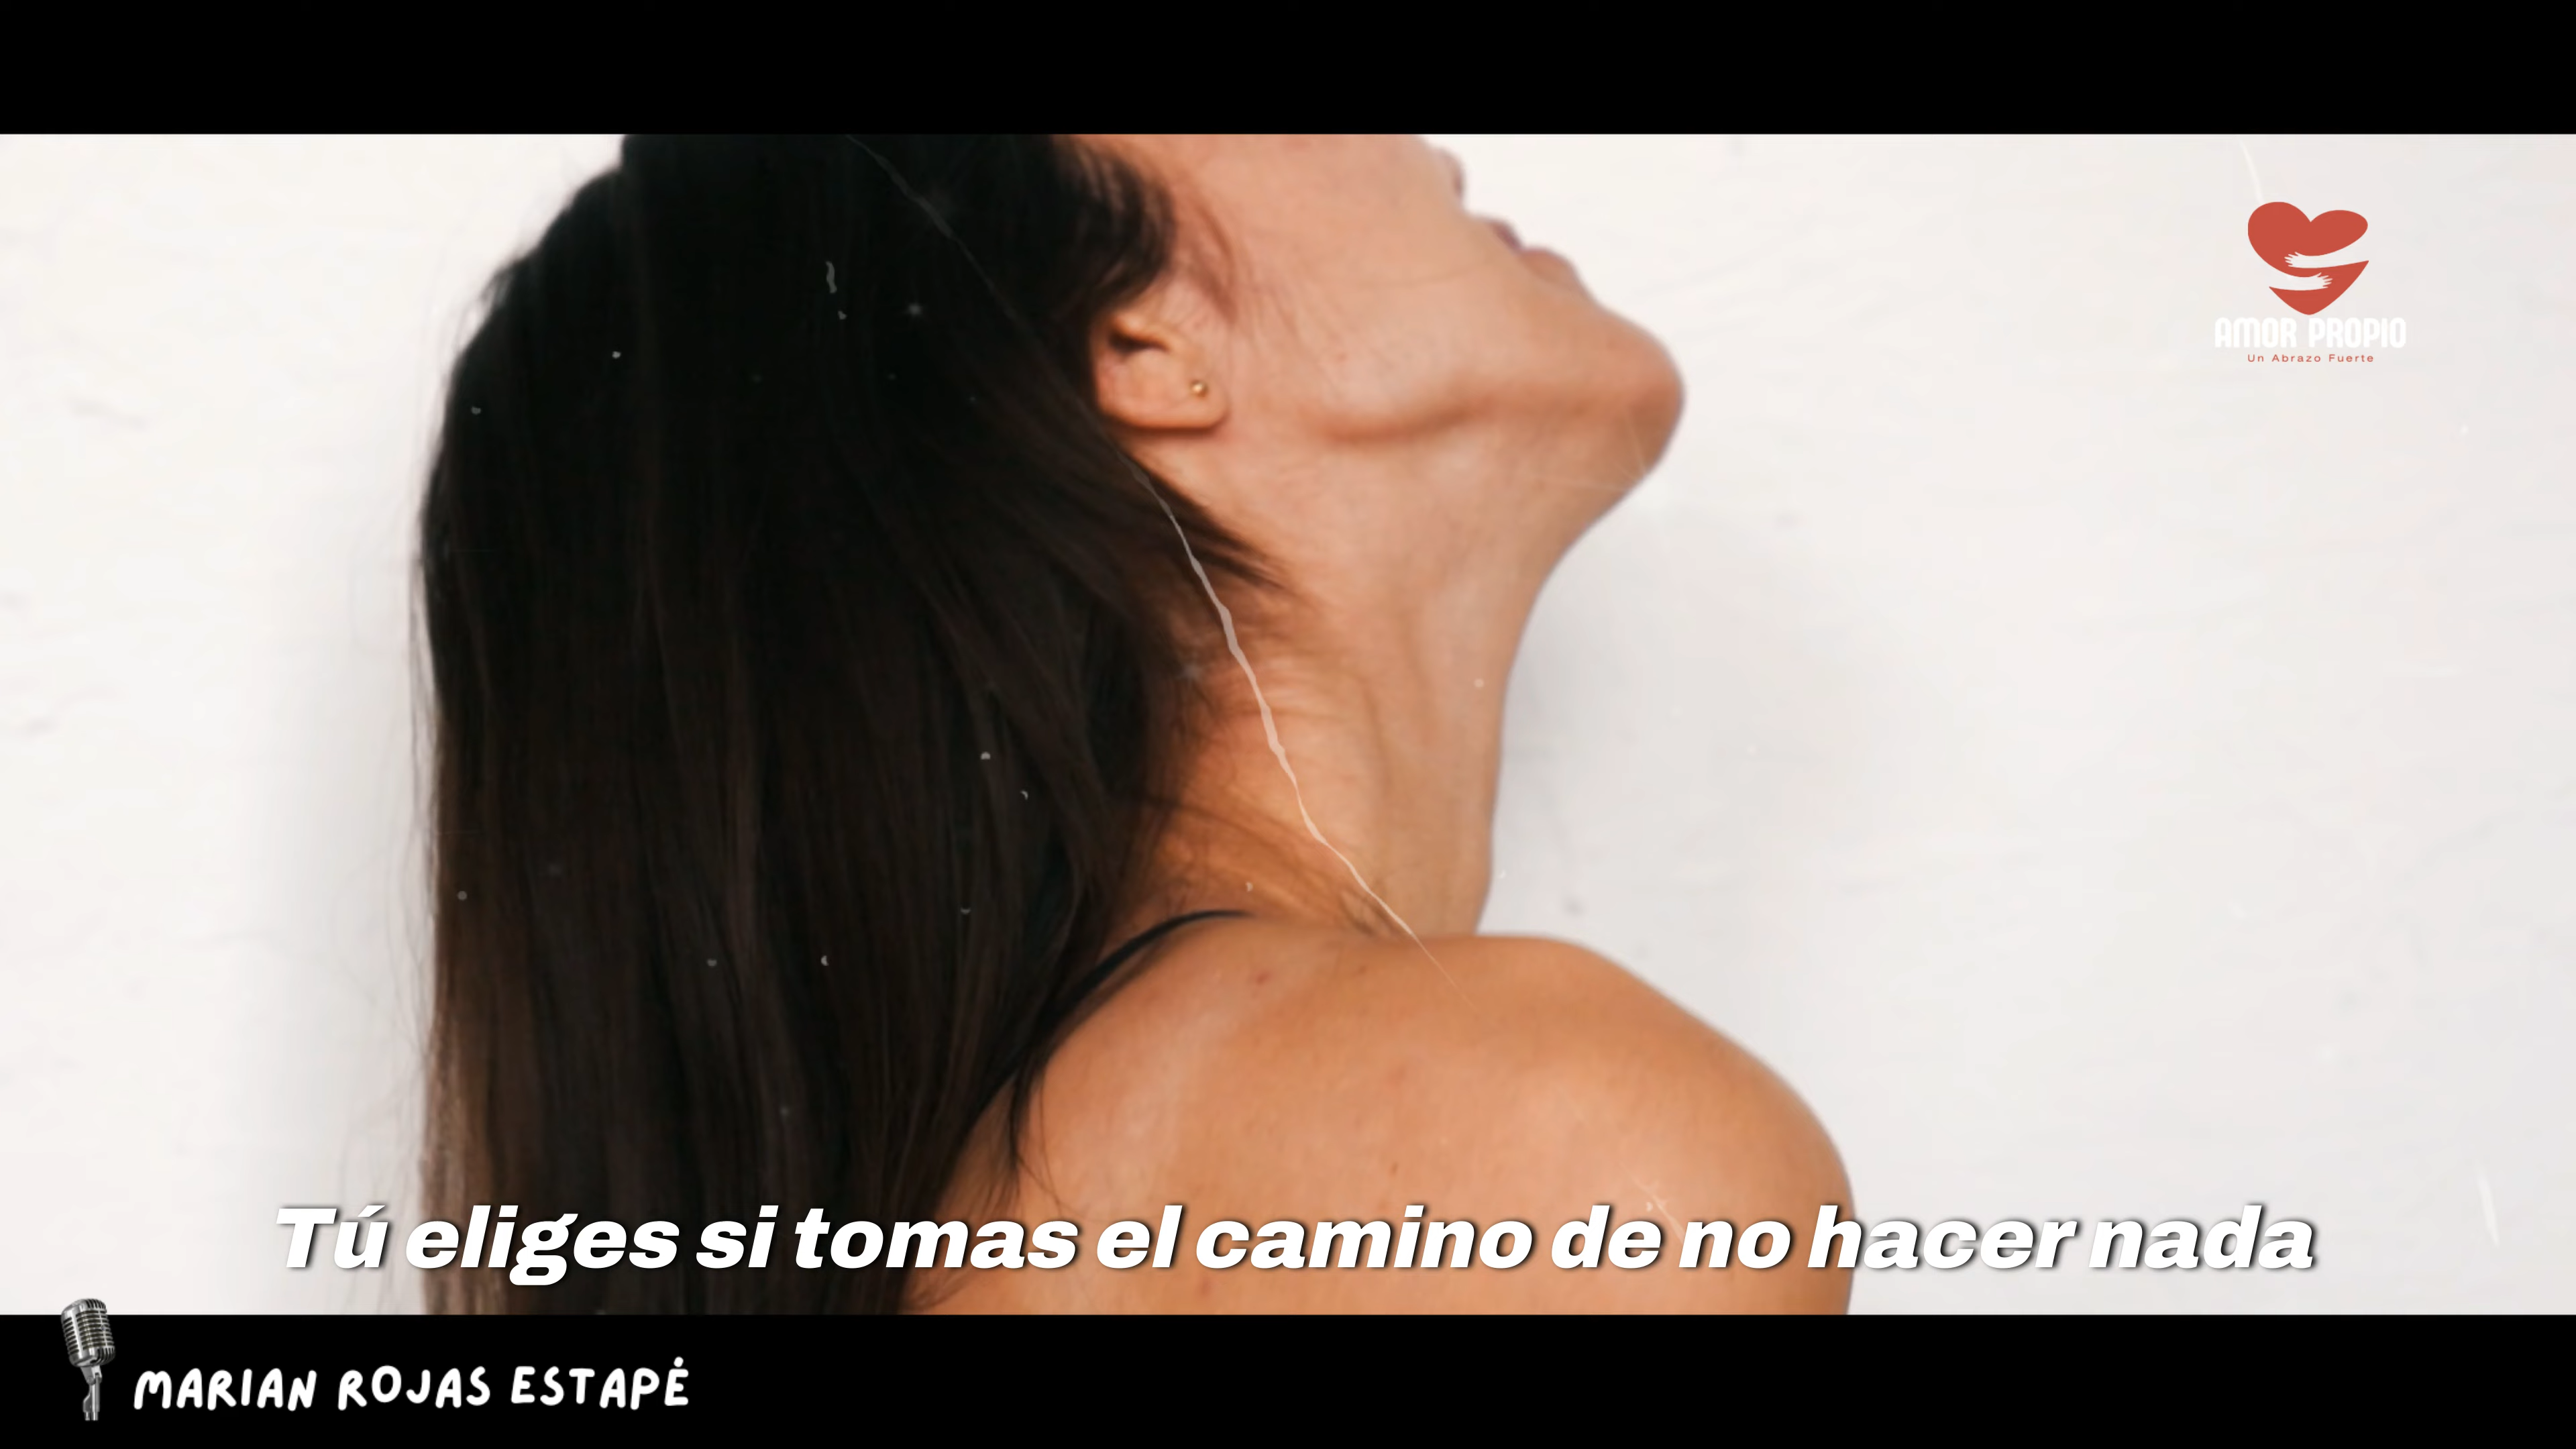 AMOR PROPIO
Un Abrazo Fuerte
Tú eliges si tomas el camino de no hacer nada
MARIAN ROJAS ESTAPÉ